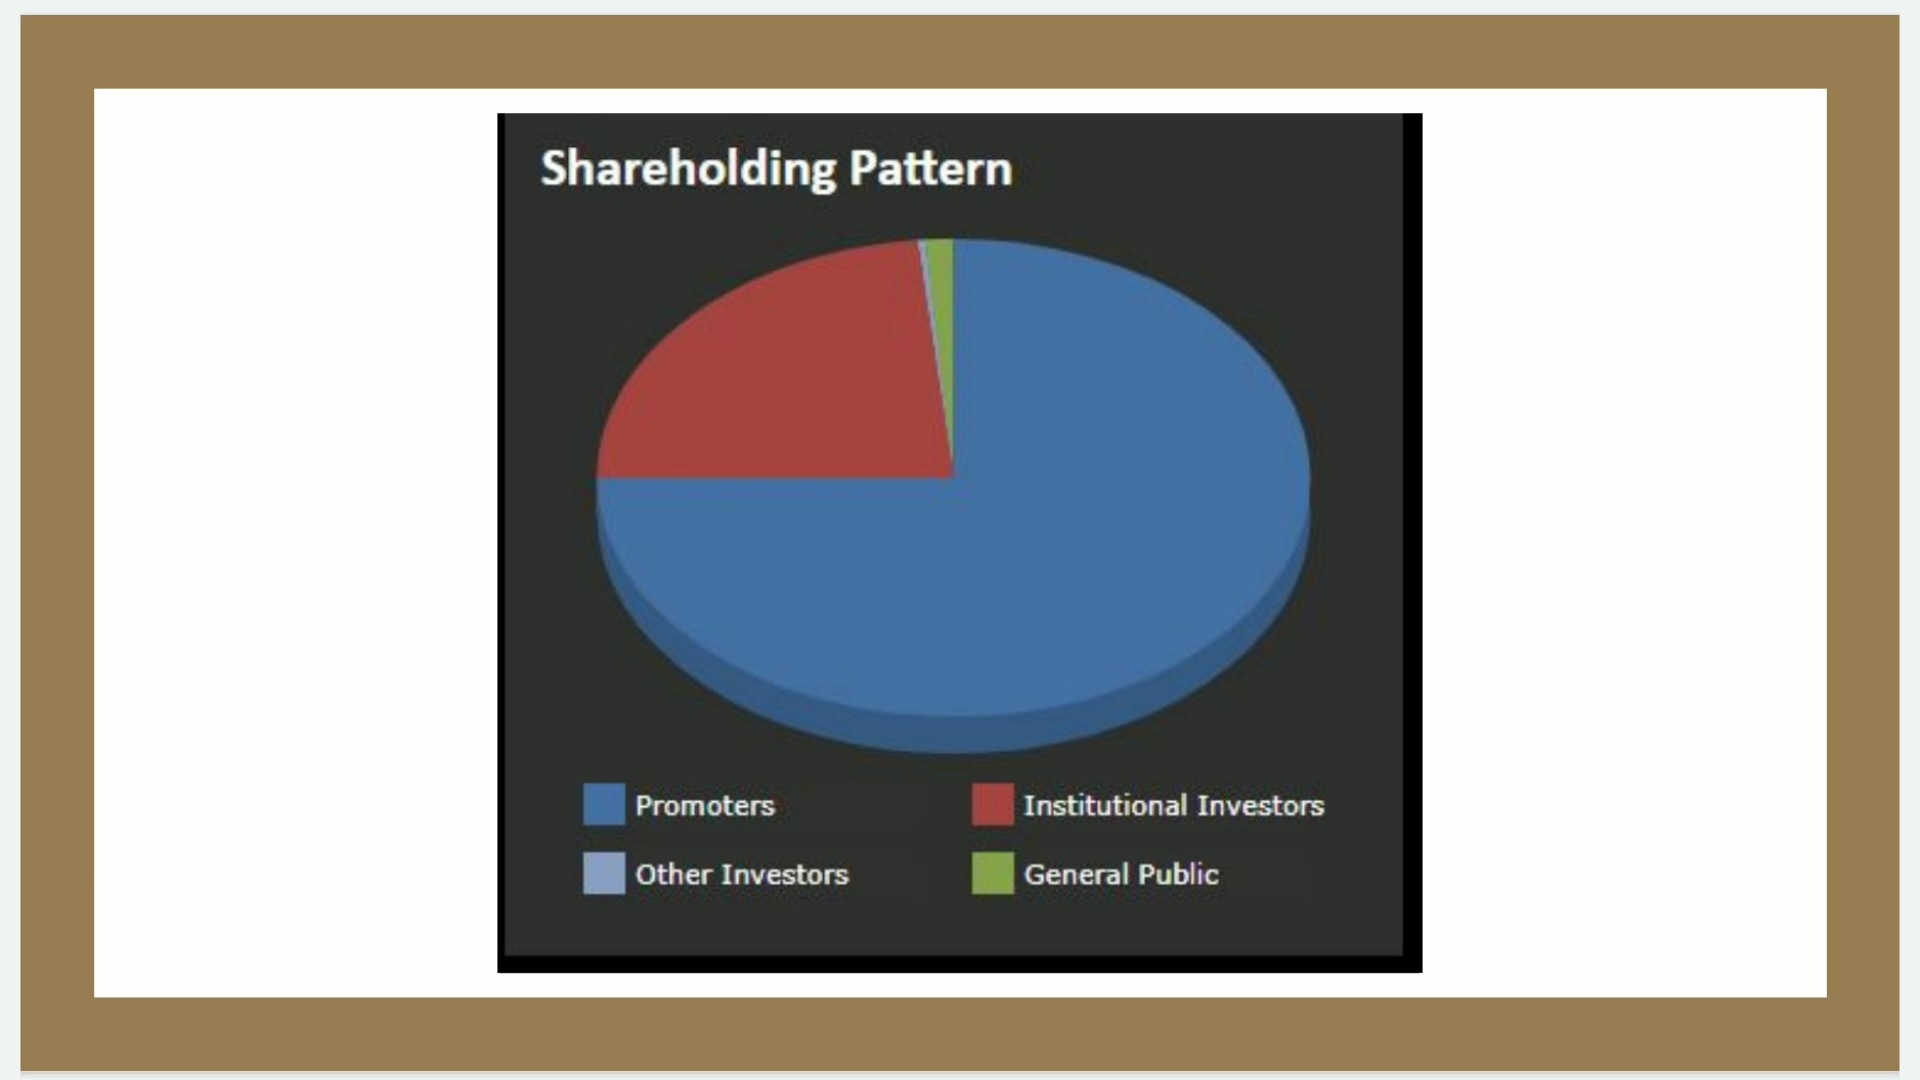 Shareholding Pattern
Promoters
Institutional Investors
Other Investors
General Public